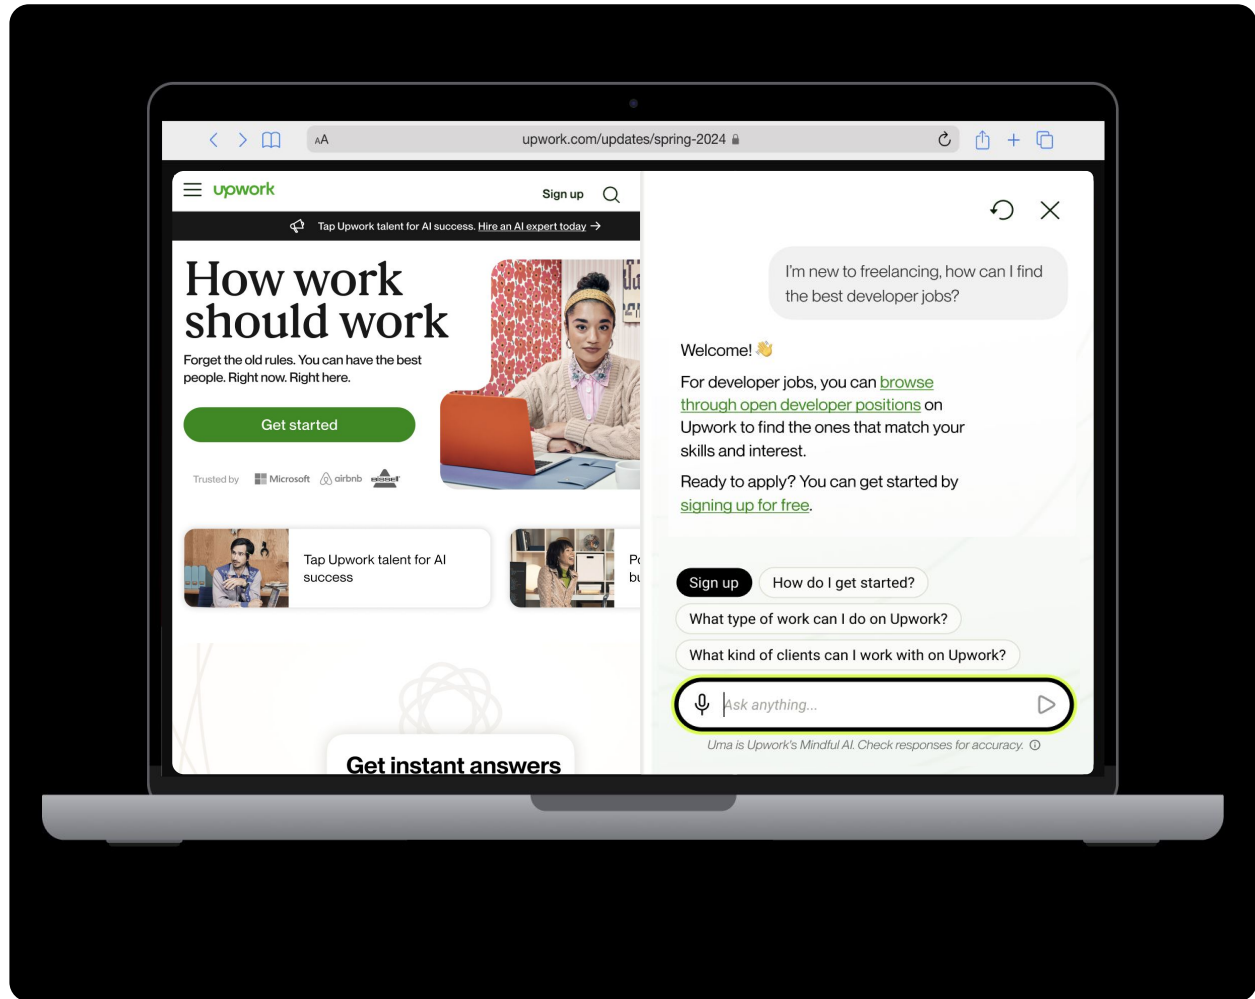 AA
upwork.com/updates/spring-2024
upwork
Sign up
Tap Upwork talent for AI success. Hire an AI expert today →
How work
should work
Forget the old rules. You can have the best
people. Right now. Right here.
Get started
Trusted by Microsoft airbnb BISSELL
Tap Upwork talent for AI
success
Get instant answers
I'm new to freelancing, how can I find
the best developer jobs?
Welcome! 👋
For developer jobs, you can browse
through open developer positions on
Upwork to find the ones that match your
skills and interest.
Ready to apply? You can get started by
signing up for free.
Sign up
How do I get started?
What type of work can I do on Upwork?
What kind of clients can I work with on Upwork?
Ask anything...
Uma is Upwork's Mindful AI. Check responses for accuracy.